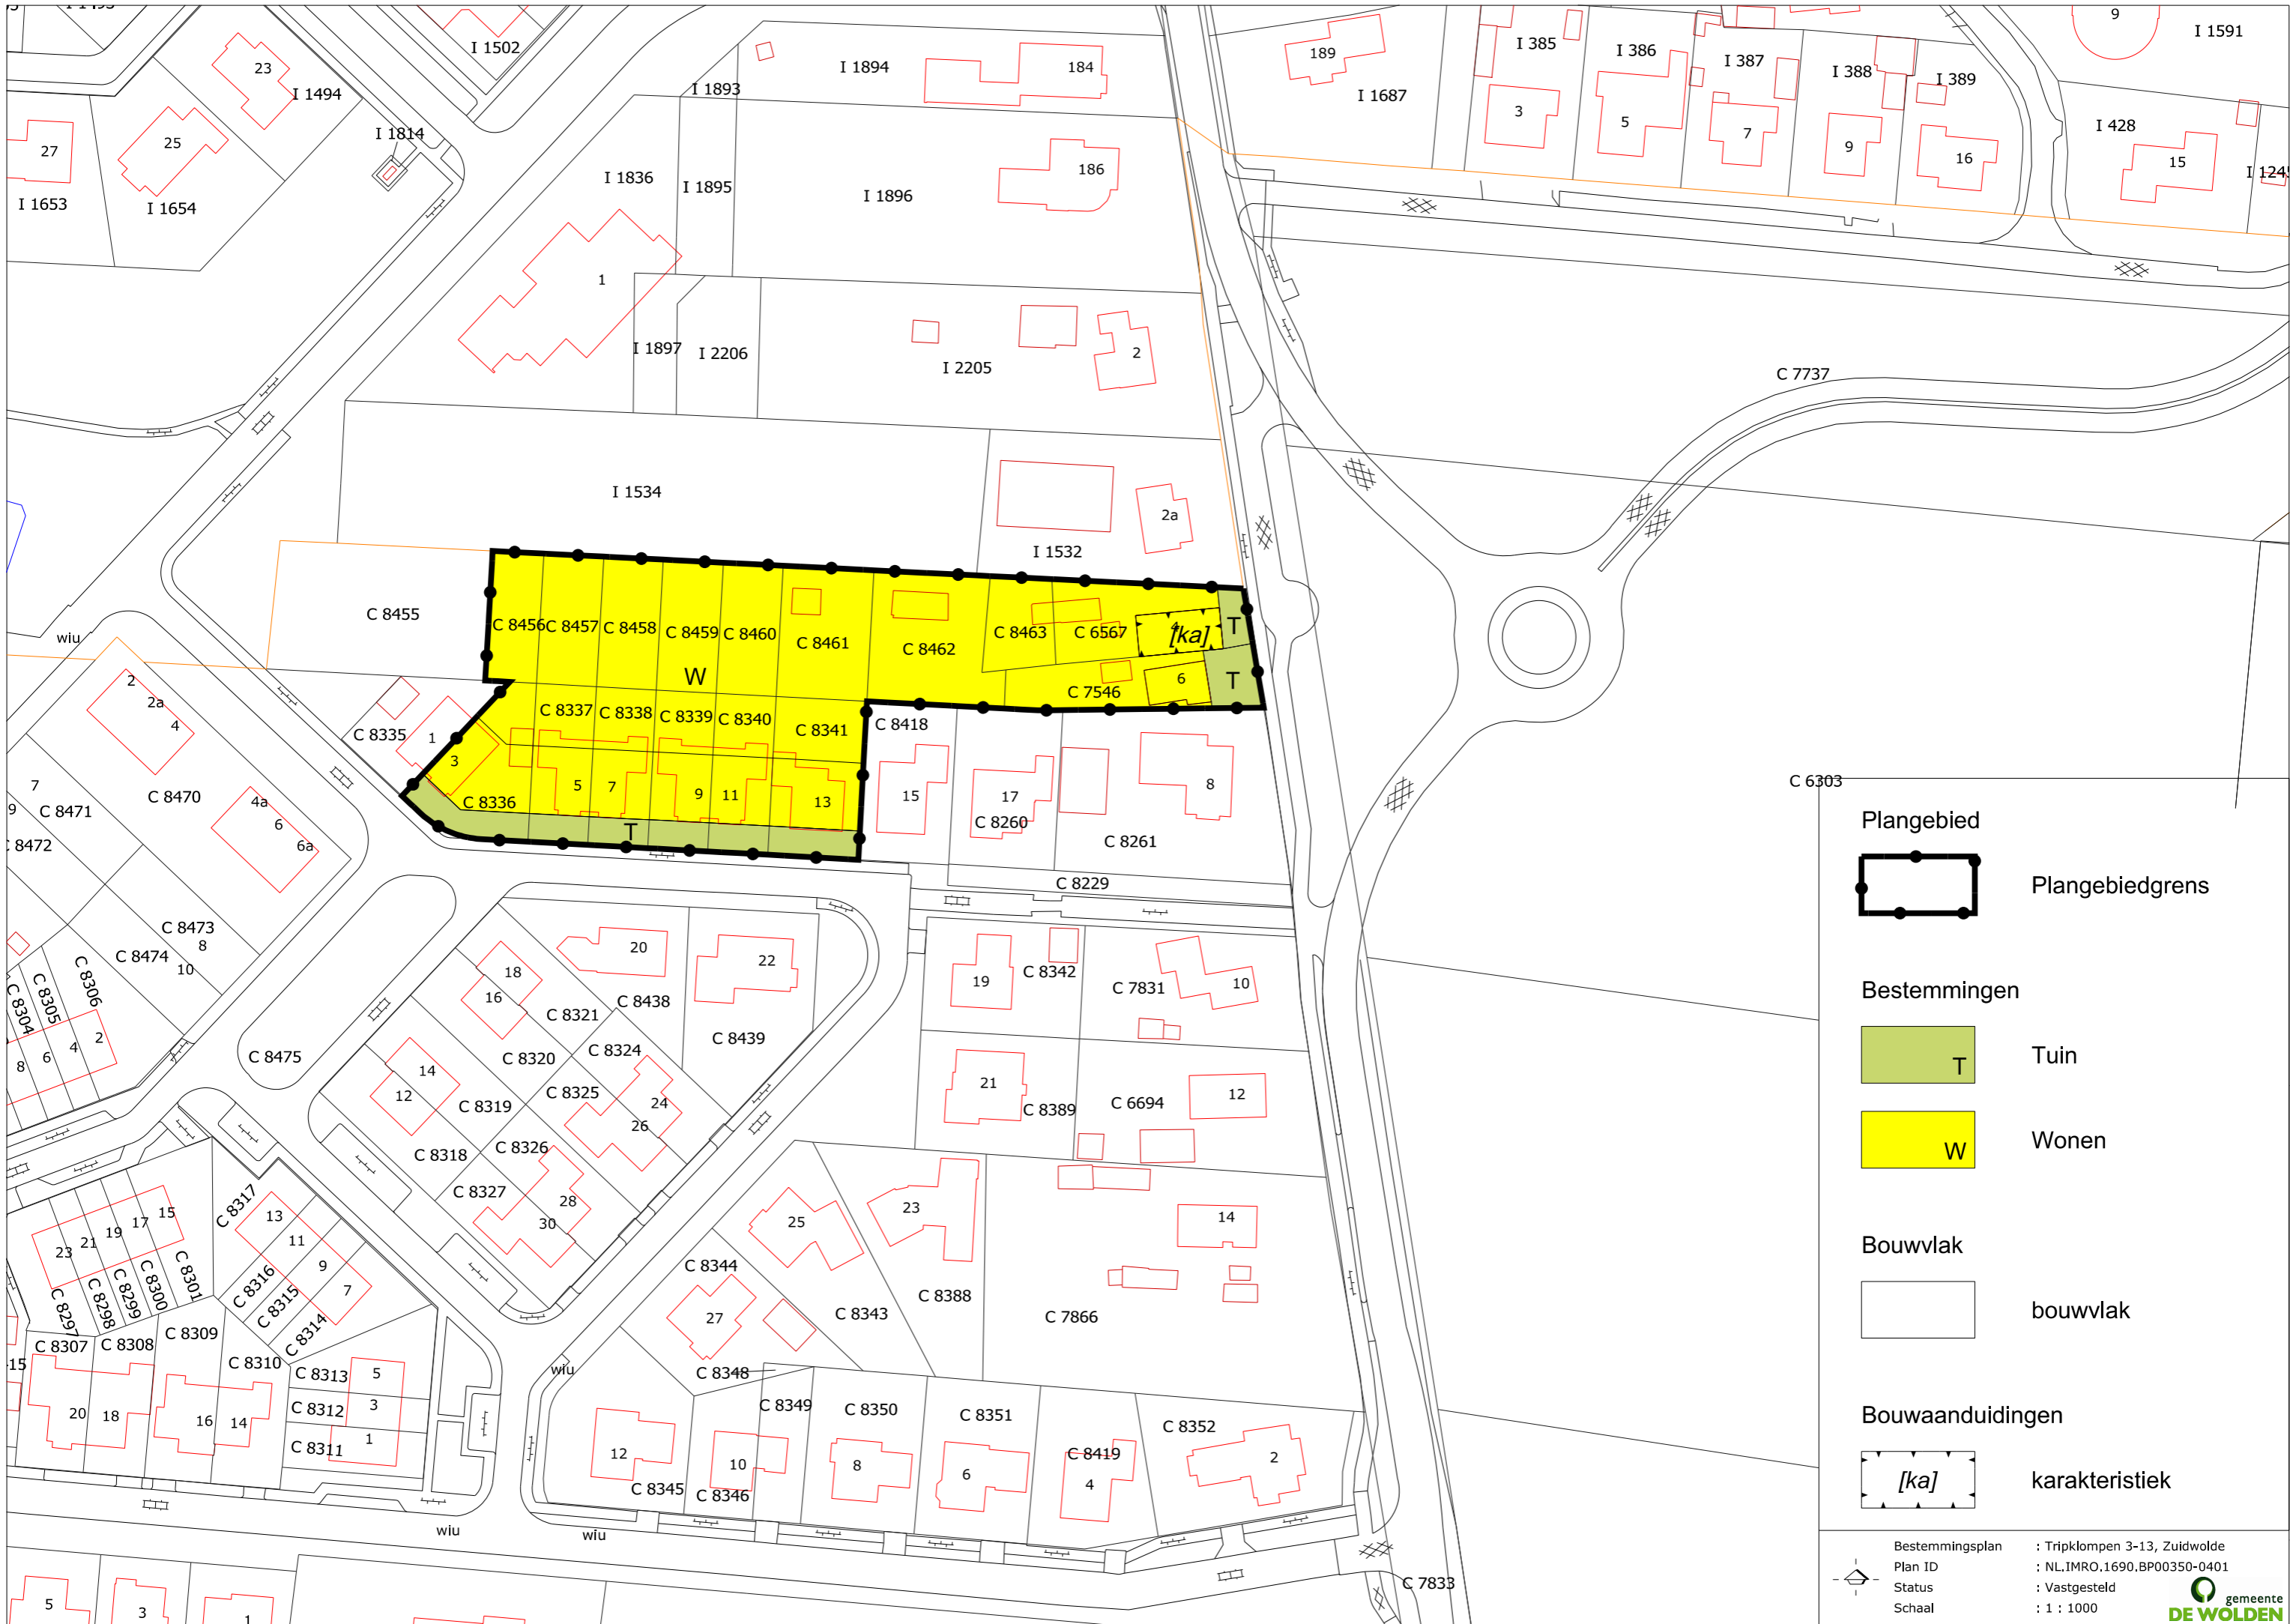 I 1502
I 1591
9
23
I 1494
25
27
I 1653
I 1654
I 1814
I 1893
I 1894
184
189
I 1687
I 385
I 386
I 387
I 388
I 389
3
5
7
9
16
I 428
15
I 1836
I 1895
I 1896
186
1
I 1897
I 2206
I 2205
2
C 7737
I 1534
2a
I 1532
C 8455
wiu
C 8456
C 8457
C 8458
C 8459
C 8460
C 8461
C 8462
C 8463
C 6567
[ka]
T
W
C 7546
6
T
C 8335
1
3
C 8336
C 8337
C 8338
C 8339
C 8340
C 8341
5
7
9
11
13
T
C 8418
15
17
C 8260
8
C 8261
C 8229
2
2a
4
4a
6
6a
C 8470
7
9
C 8471
8472
C 8473
8
C 8474
10
C 8306
C 8305
C 8304
8
6
4
2
C 8475
18
16
20
22
C 8321
C 8438
C 8439
C 8320
C 8324
C 8325
14
12
C 8319
C 8318
24
26
C 8326
C 8327
28
30
19
C 8342
C 7831
10
21
C 8389
C 6694
12
C 8317
13
11
9
7
C 8316
C 8315
C 8314
23
21
19
17
15
C 8297
C 8298
C 8299
C 8300
C 8301
C 8307
C 8308
C 8309
C 8310
C 8313
C 8312
C 8311
5
3
1
20
18
16
14
25
23
14
C 8344
27
C 8343
C 8388
C 7866
C 8348
C 8349
C 8350
C 8351
C 8419
C 8352
12
10
8
6
4
2
C 8345
C 8346
wiu
wiu
wiu
C 7833
5
3
1
C 6303
Plangebied
Plangebiedgrens
Bestemmingen
T
Tuin
W
Wonen
Bouwvlak
bouwvlak
Bouwaanduidingen
[ka]
karakteristiek
Bestemmingsplan : Tripklompen 3-13, Zuidwolde
Plan ID : NL.IMRO.1690.BP00350-0401
Status : Vastgesteld
Schaal : 1 : 1000
gemeente
DE WOLDEN